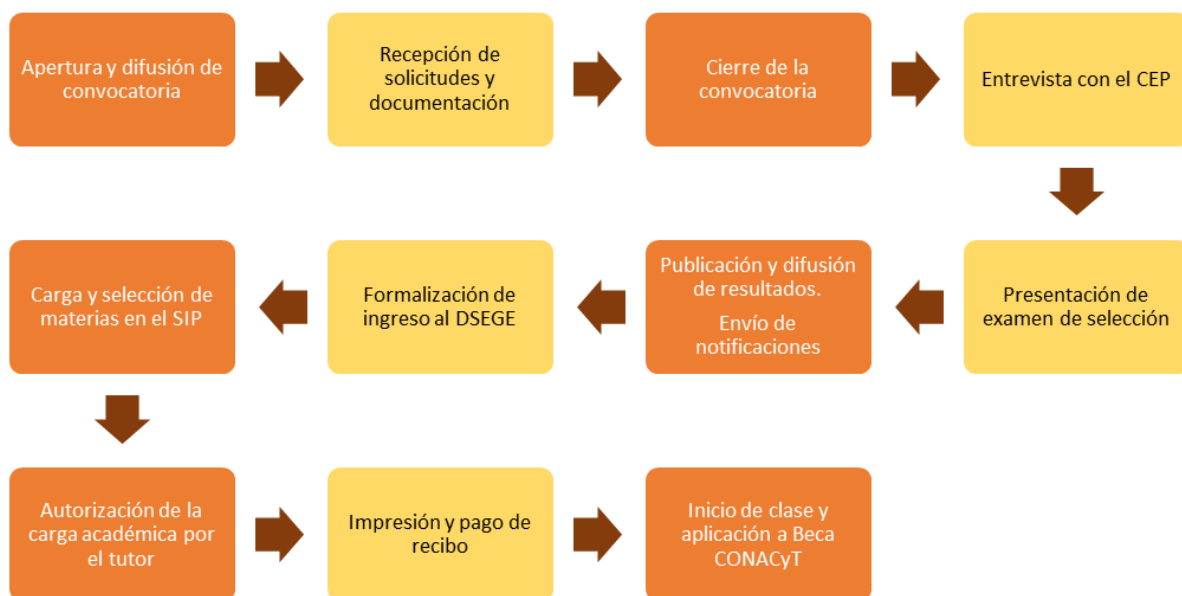 Apertura y difusión de
convocatoria
Recepción de
solicitudes y
documentación
Cierre de la
convocatoria
Entrevista con el CEP
Presentación de
examen de selección
Publicación y difusión
de resultados.
Envío de
notificaciones
Formalización de
ingreso al DSEGE
Carga y selección de
materias en el SIP
Autorización de la
carga académica por
el tutor
Impresión y pago de
recibo
Inicio de clase y
aplicación a Beca
CONACyT